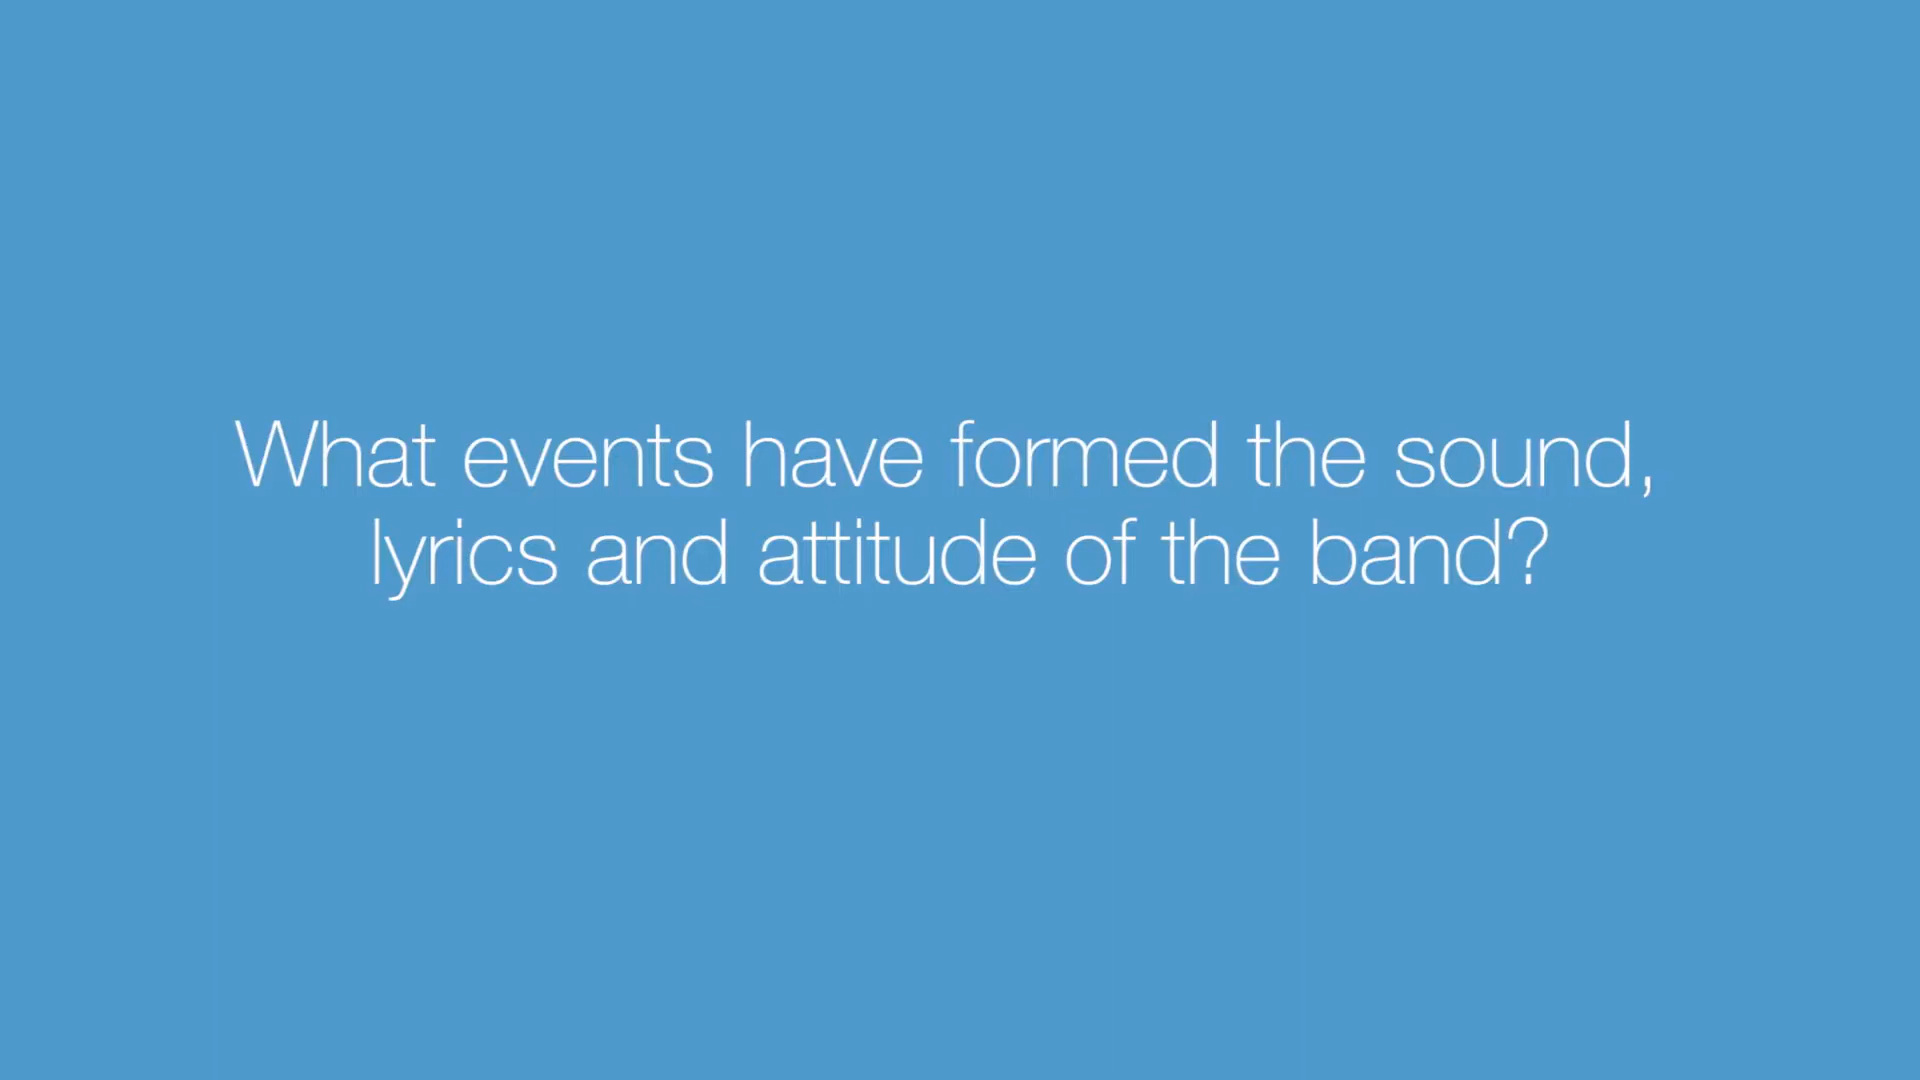 What events have formed the sound,
lyrics and attitude of the band?